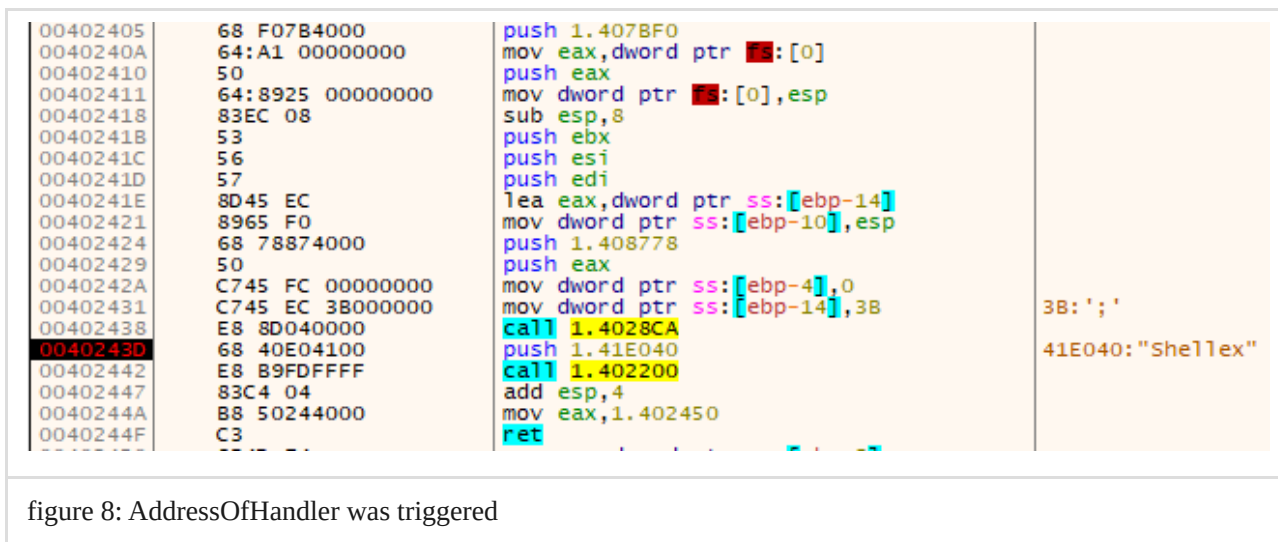 00402405 68 F07B4000 push 1.407BF0
0040240A 64:A1 00000000 mov eax,dword ptr fs:[0]
00402410 50 push eax
00402411 64:8925 00000000 mov dword ptr fs:[0],esp
00402418 83EC 08 sub esp,8
0040241B 53 push ebx
0040241C 56 push esi
0040241D 57 push edi
0040241E 8D45 EC lea eax,dword ptr ss:[ebp-14]
00402421 8965 F0 mov dword ptr ss:[ebp-10],esp
00402424 68 78874000 push 1.408778
00402429 50 push eax
0040242A C745 FC 00000000 mov dword ptr ss:[ebp-4],0
00402431 C745 EC 3B000000 mov dword ptr ss:[ebp-14],3B 3B:';'
00402438 E8 8D040000 call 1.4028CA
0040243D 68 40E04100 push 1.41E040 41E040:"Shellex"
00402442 E8 B9FDFFFF call 1.402200
00402447 83C4 04 add esp,4
0040244A B8 50244000 mov eax,1.402450
0040244F C3 ret
figure 8: AddressOfHandler was triggered